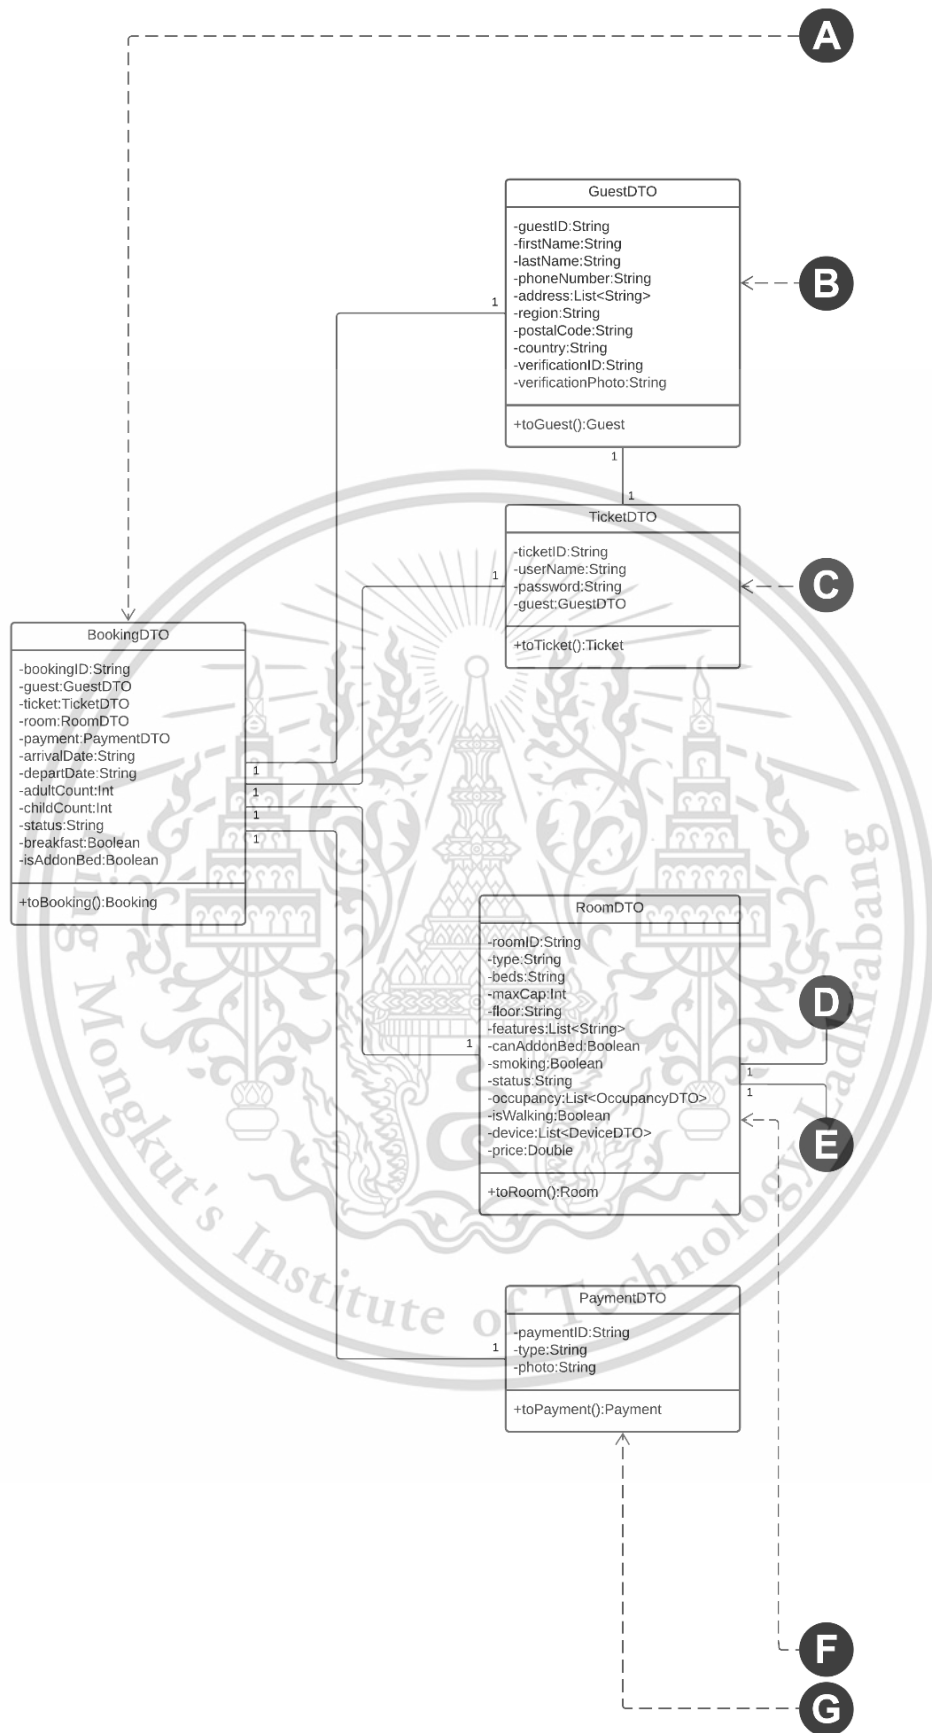 A
GuestDTO
-guestID:String
-firstName:String
-lastName:String
-phoneNumber:String
-address:List<String>
-region:String
-postalCode:String
-country:String
-verificationID:String
-verificationPhoto:String
+toGuest():Guest
B
1
1
1
TicketDTO
-ticketID:String
-userName:String
-password:String
-guest:GuestDTO
+toTicket():Ticket
C
1
BookingDTO
-bookingID:String
-guest:GuestDTO
-ticket:TicketDTO
-room:RoomDTO
-payment:PaymentDTO
-arrivalDate:String
-departDate:String
-adultCount:Int
-childCount:Int
-status:String
-breakfast:Boolean
-isAddonBed:Boolean
+toBooking():Booking
1
1
1
1
RoomDTO
-roomID:String
-type:String
-beds:String
-maxCap:Int
-floor:String
-features:List<String>
-canAddonBed:Boolean
-smoking:Boolean
-status:String
-occupancy:List<OccupancyDTO>
-isWalking:Boolean
-device:List<DeviceDTO>
-price:Double
+toRoom():Room
1
1
1
D
E
PaymentDTO
-paymentID:String
-type:String
-photo:String
+toPayment():Payment
1
F
G
King Mongkut's Institute of Technology Ladkrabang